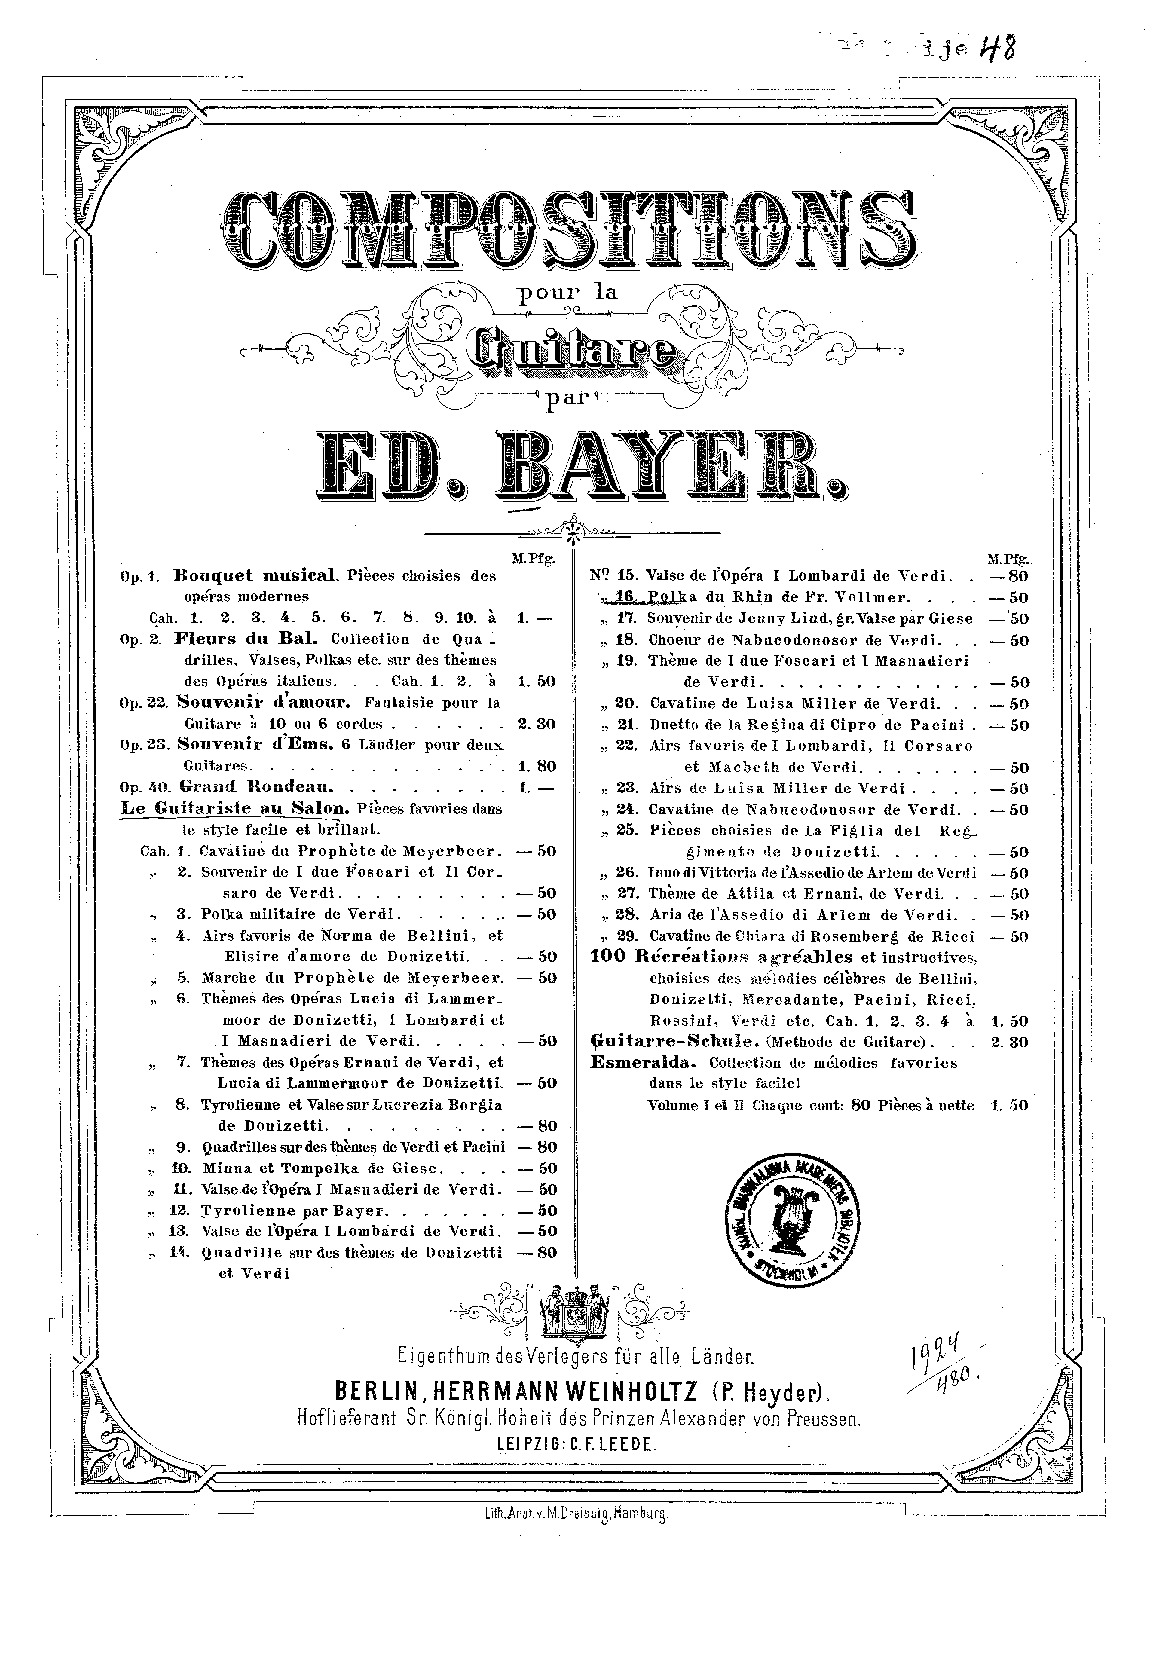 ije 48
COMPOSITIONS
pour la
Guitare
par
ED. BAYER.
M.Pfg.
Op. 1. Bouquet musical. Pièces choisies des
opéras modernes
Cah. 1. 2. 3. 4. 5. 6. 7. 8. 9. 10. à 1. —
Op. 2. Fleurs du Bal. Collection de Qua-
drilles, Valses, Polkas etc. sur des thèmes
des Opéras italiens. . . Cah. 1. 2. à 1. 50
Op. 22. Souvenir d'amour. Fantaisie pour la
Guitare à 10 ou 6 cordes . . . . . . 2. 30
Op. 23. Souvenir d'Ems. 6 Ländler pour deux
Guitares. . . . . . . . . . . . . . 1. 80
Op. 40. Grand Rondeau. . . . . . . . . 1. —
Le Guitariste au Salon. Pièces favories dans
le style facile et brillant.
Cah. 1. Cavatine du Prophète de Meyerbeer. — 50
„ 2. Souvenir de I due Foscari et Il Cor-
saro de Verdi. . . . . . . . . . — 50
„ 3. Polka militaire de Verdi. . . . . . . — 50
„ 4. Airs favoris de Norma de Bellini, et
Elisire d'amore de Donizetti. . . — 50
„ 5. Marche du Prophète de Meyerbeer. — 50
„ 6. Thèmes des Opéras Lucia di Lammer-
moor de Donizetti, I Lombardi et
I Masnadieri de Verdi. . . . . — 50
„ 7. Thèmes des Opéras Ernani de Verdi, et
Lucia di Lammermoor de Donizetti. — 50
„ 8. Tyrolienne et Valse sur Lucrezia Borgia
de Donizetti. . . . . . . . . . — 80
„ 9. Quadrilles sur des thèmes de Verdi et Pacini — 80
„ 10. Minna et Tompolka de Giese. . . . — 50
„ 11. Valse de l'Opéra I Masnadieri de Verdi. — 50
„ 12. Tyrolienne par Bayer. . . . . . . — 50
„ 13. Valse de l'Opéra I Lombardi de Verdi. — 50
„ 14. Quadrille sur des thèmes de Donizetti — 80
et Verdi
M.Pfg.
No. 15. Valse de l'Opéra I Lombardi de Verdi. . — 80
„ 16. Polka du Rhin de Fr. Vollmer. . . . — 50
„ 17. Souvenir de Jenny Lind, gr. Valse par Giese — 50
„ 18. Choeur de Nabucodonosor de Verdi. . . — 50
„ 19. Thème de I due Foscari et I Masnadieri
de Verdi. . . . . . . . . . . . — 50
„ 20. Cavatine de Luisa Miller de Verdi. . . — 50
„ 21. Duetto de la Regina di Cipro de Pacini . — 50
„ 22. Airs favoris de I Lombardi, Il Corsaro
et Macbeth de Verdi. . . . . . . — 50
„ 23. Airs de Luisa Miller de Verdi . . . . — 50
„ 24. Cavatine de Nabucodonosor de Verdi. . — 50
„ 25. Pièces choisies de la Figlia del Reg-
gimento de Donizetti. . . . . . — 50
„ 26. Inno di Vittoria de l'Assedio de Arlem de Verdi — 50
„ 27. Thème de Attila et Ernani, de Verdi. . . — 50
„ 28. Aria de l'Assedio di Arlem de Verdi. . — 50
„ 29. Cavatine de Chiara di Rosemberg de Ricci — 50
100 Récréations agréables et instructives,
choisies des mélodies célèbres de Bellini,
Donizetti, Mercadante, Pacini, Ricci,
Rossini, Verdi etc. Cah. 1. 2. 3. 4 à 1. 50
Guitarre-Schule. (Methode de Guitare) . . . 2. 30
Esmeralda. Collection de mélodies favories
dans le style facile!
Volume I et II Chaque cont: 80 Pièces à nette 1. 50
KUNGL. MUSIKALISKA AKADEMIENS BIBLIOTEK
STOCKHOLM
Eigenthum des Verlegers für alle Länder.
BERLIN, HERRMANN WEINHOLTZ (P. Heyder).
Hoflieferant Sr. Königl. Hoheit des Prinzen Alexander von Preussen.
LEIPZIG: C. F. LEEDE.
1924
480.
Lith. Anst. v. M. Dreissig, Hamburg.